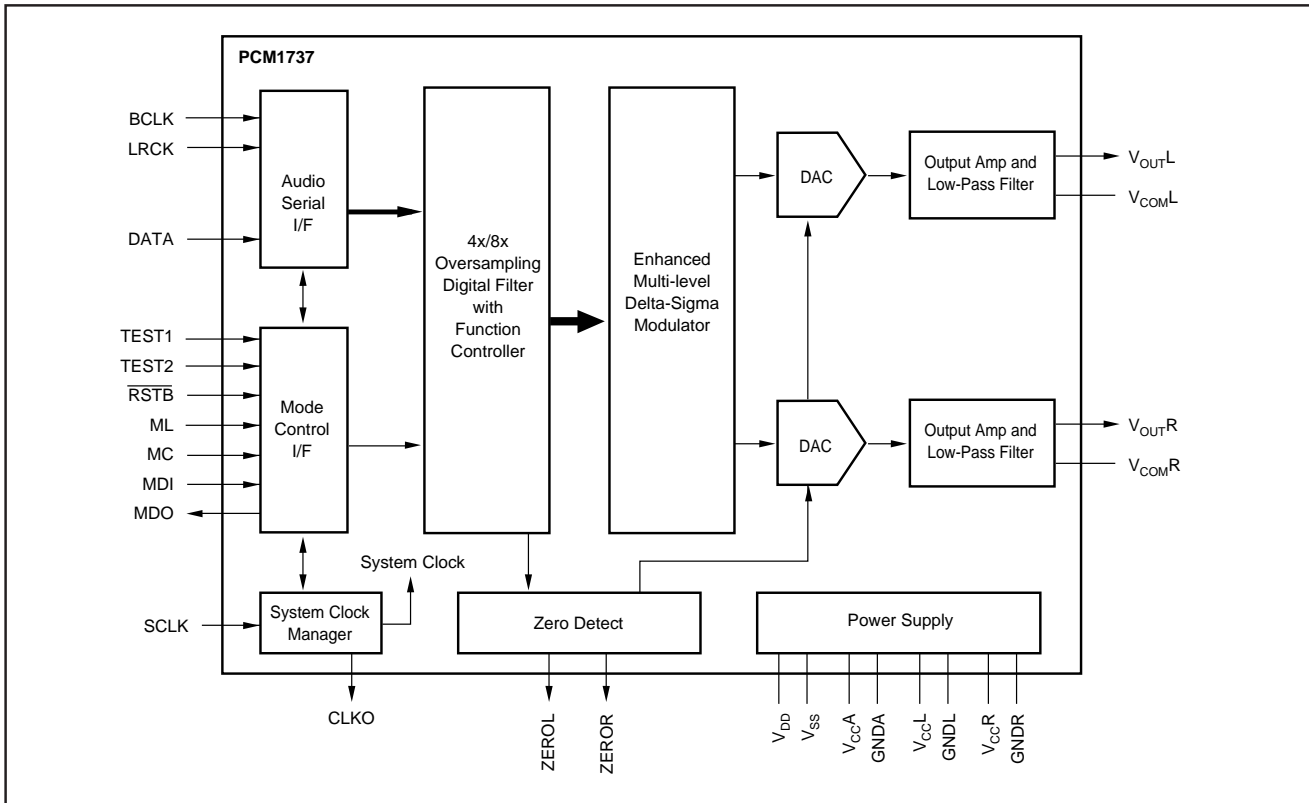 PCM1737
BCLK
LRCK
DATA
Audio
Serial
I/F
TEST1
TEST2
RSTB
ML
MC
MDI
MDO
Mode
Control
I/F
SCLK
System Clock
Manager
System Clock
CLKO
4x/8x
Oversampling
Digital Filter
with
Function
Controller
Enhanced
Multi-level
Delta-Sigma
Modulator
DAC
Output Amp and
Low-Pass Filter
VOUTL
VCOML
DAC
Output Amp and
Low-Pass Filter
VOUTR
VCOMR
Zero Detect
ZEROL
ZEROR
Power Supply
VDD
VSS
VCCA
GNDA
VCCL
GNDL
VCCR
GNDR